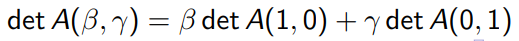 det A(β, γ) = β det A(1, 0) + γ det A(0, 1)